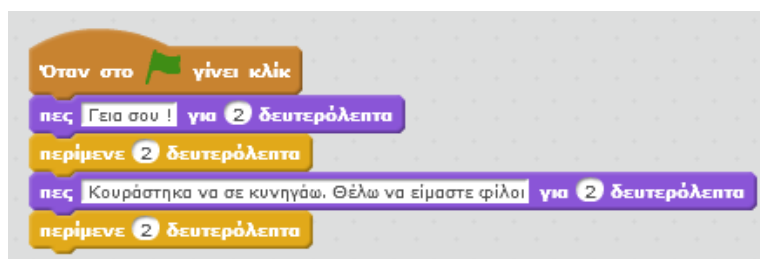 Όταν στο γίνει κλικ
πες Γεια σου ! για 2 δευτερόλεπτα
περίμενε 2 δευτερόλεπτα
πες Κουράστηκα να σε κυνηγάω. Θέλω να είμαστε φίλοι για 2 δευτερόλεπτα
περίμενε 2 δευτερόλεπτα